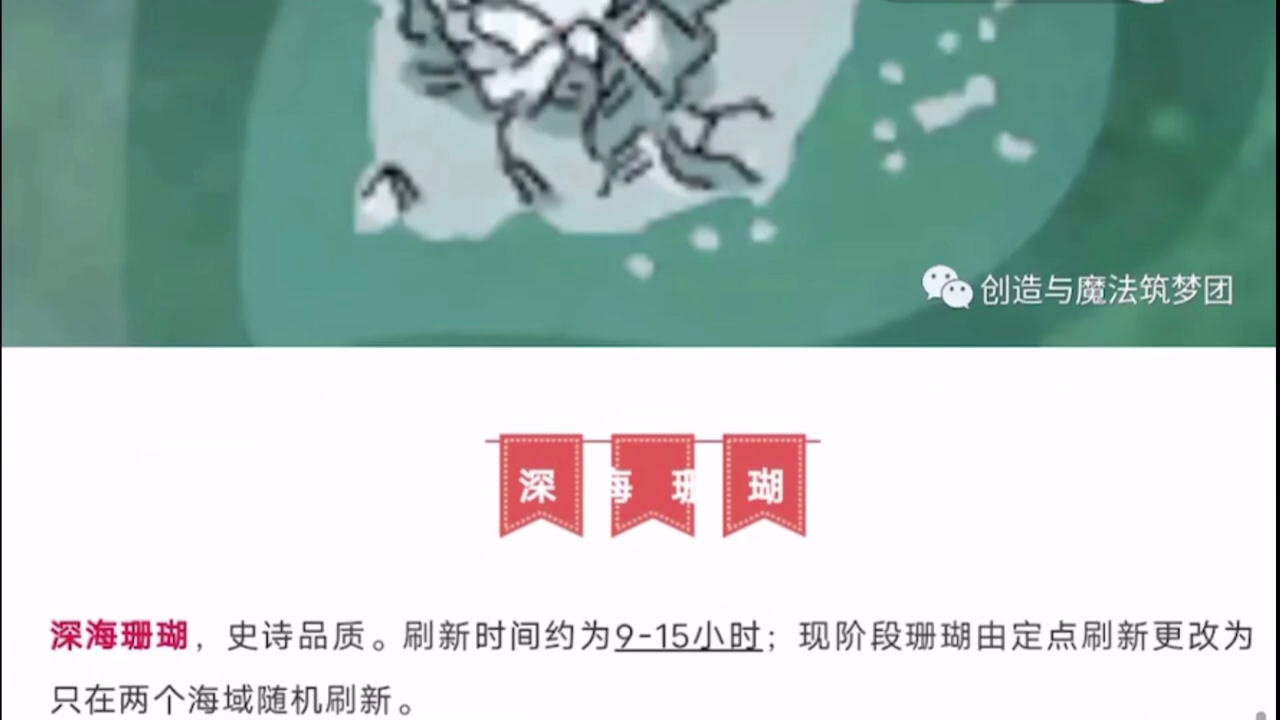 创造与魔法筑梦团
深海珊瑚
深海珊瑚，史诗品质。刷新时间约为9-15小时；现阶段珊瑚由定点刷新更改为
只在两个海域随机刷新。